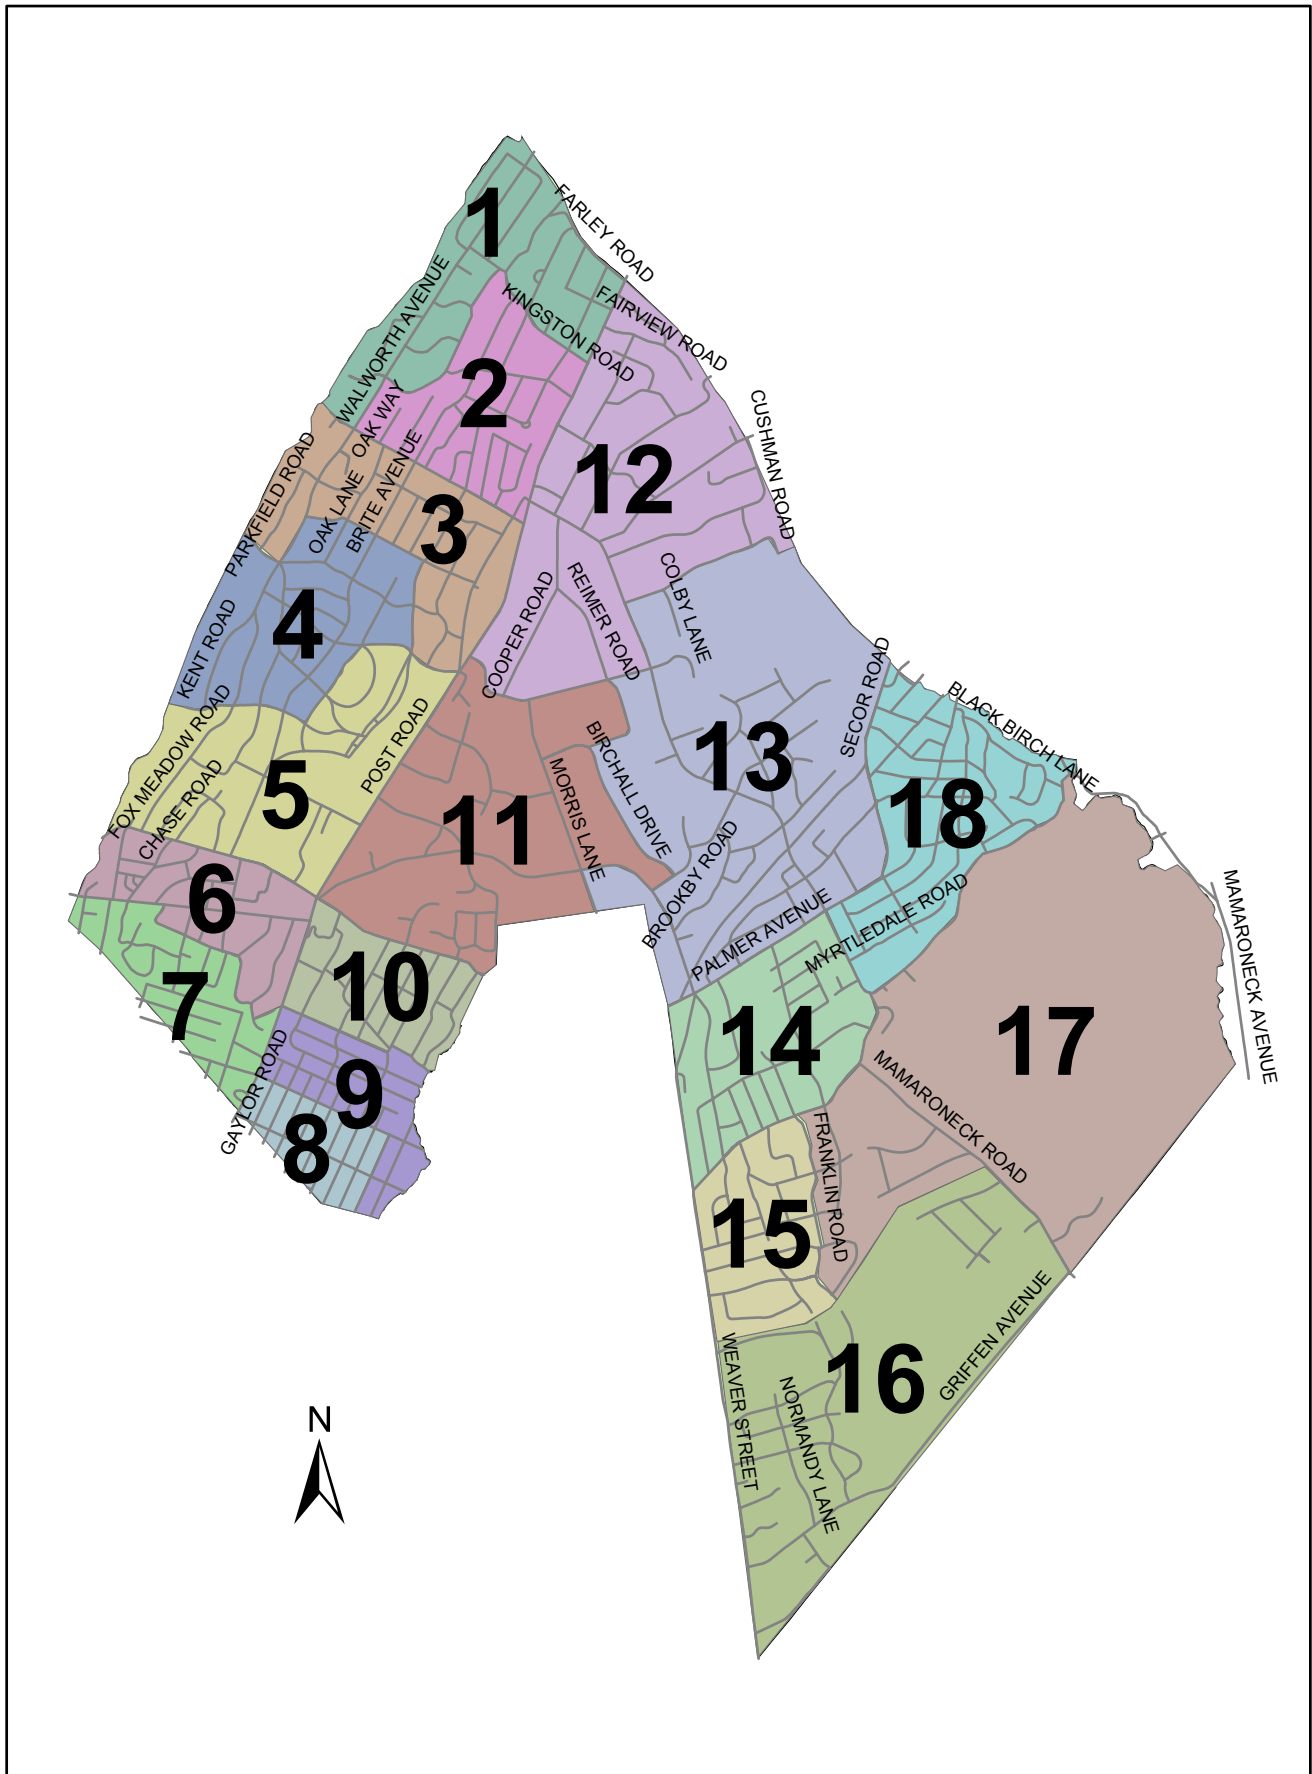 1
FARLEY ROAD
WALWORTH AVENUE
KINGSTON ROAD
FAIRVIEW ROAD
2
OAK WAY
CUSHMAN ROAD
12
PARKFIELD ROAD
OAK LANE
BRITE AVENUE
3
COLBY LANE
REIMER ROAD
COOPER ROAD
4
KENT ROAD
SECOR ROAD
BLACK BIRCH LANE
FOX MEADOW ROAD
POST ROAD
BIRCHALL DRIVE
13
CHASE ROAD
5
MORRIS LANE
11
18
BROOKBY ROAD
6
PALMER AVENUE
MYRTLEDALE ROAD
MAMARONECK AVENUE
10
7
14
17
GAYLOR ROAD
9
8
MAMARONECK ROAD
FRANKLIN ROAD
15
GRIFFEN AVENUE
16
WEAVER STREET
NORMANDY LANE
N